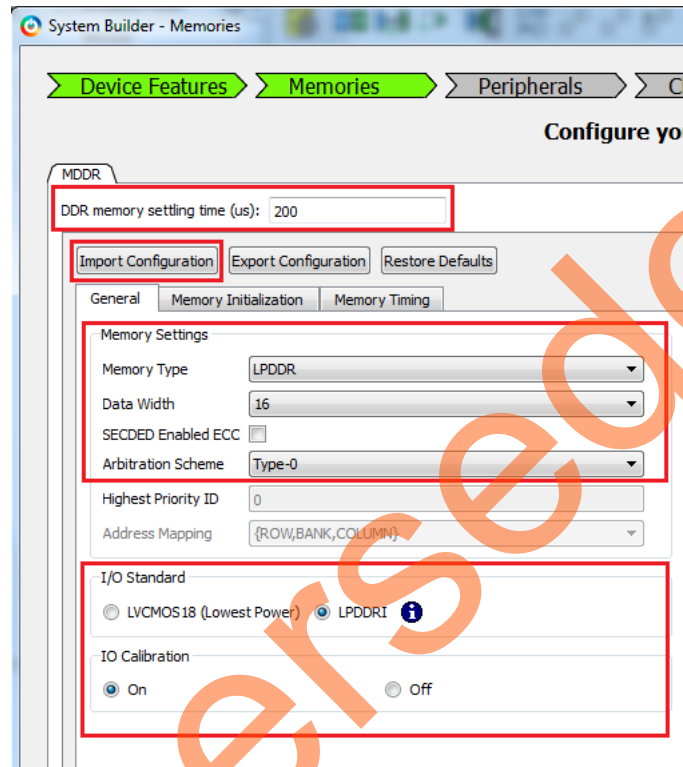 System Builder - Memories
Device Features Memories Peripherals C
Configure yo
MDDR
DDR memory settling time (us): 200
Import Configuration Export Configuration Restore Defaults
General Memory Initialization Memory Timing
Memory Settings
Memory Type LPDDR
Data Width 16
SECDED Enabled ECC
Arbitration Scheme Type-0
Highest Priority ID 0
Address Mapping {ROW,BANK,COLUMN}
I/O Standard
LVCMOS18 (Lowest Power) LPDDRI
IO Calibration
On Off
ersed